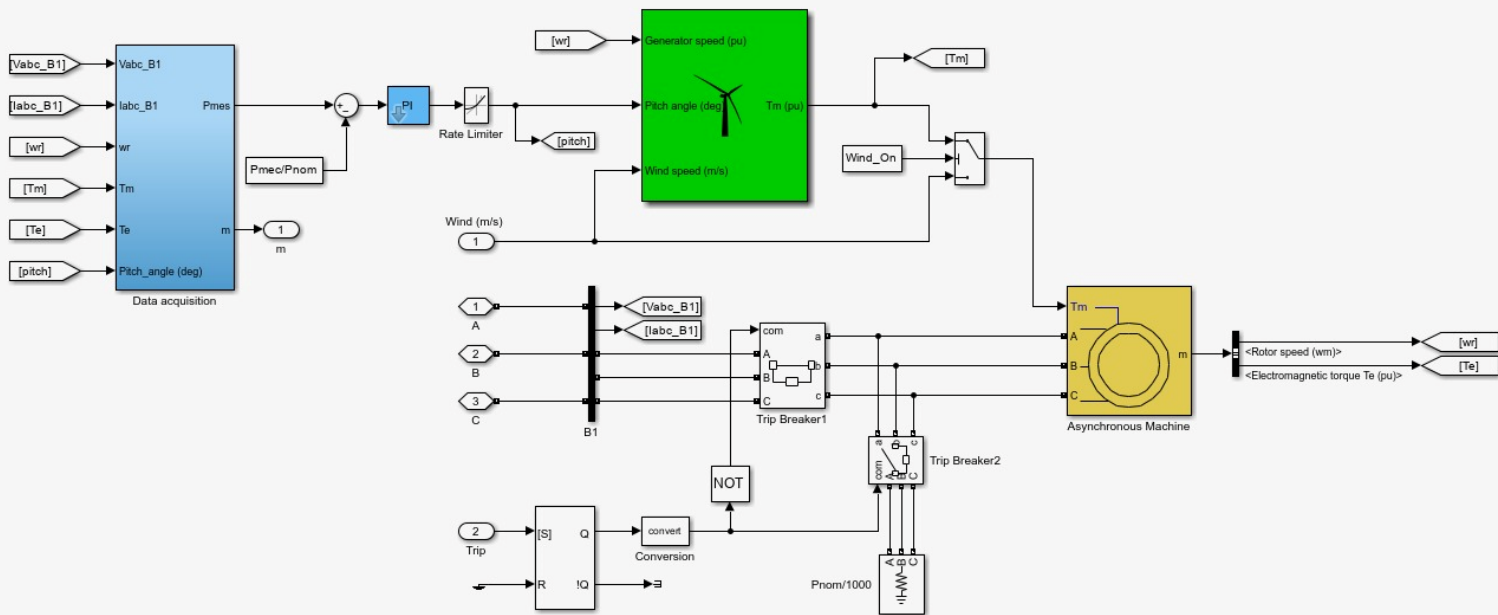 [Vabc_B1]
[Iabc_B1]
[wr]
[Tm]
[Te]
[pitch]
Vabc_B1
Iabc_B1
wr
Tm
Te
Pitch_angle (deg)
Pmes
m
Data acquisition
1
m
+
-
Pmec/Pnom
PI
Rate Limiter
[pitch]
[wr]
Generator speed (pu)
Pitch angle (deg
Wind speed (m/s)
Tm (pu)
[Tm]
Wind_On
Wind (m/s)
1
1
A
2
B
3
C
B1
[Vabc_B1]
[Iabc_B1]
com
A
B
C
a
b
c
Trip Breaker1
Tm
A
B
C
m
Asynchronous Machine
<Rotor speed (wm)>
<Electromagnetic torque Te (pu)>
[wr]
[Te]
a
b
c
com
A
B
C
Trip Breaker2
NOT
2
Trip
[S]
R
Q
!Q
convert
Conversion
Pnom/1000
A
B
C